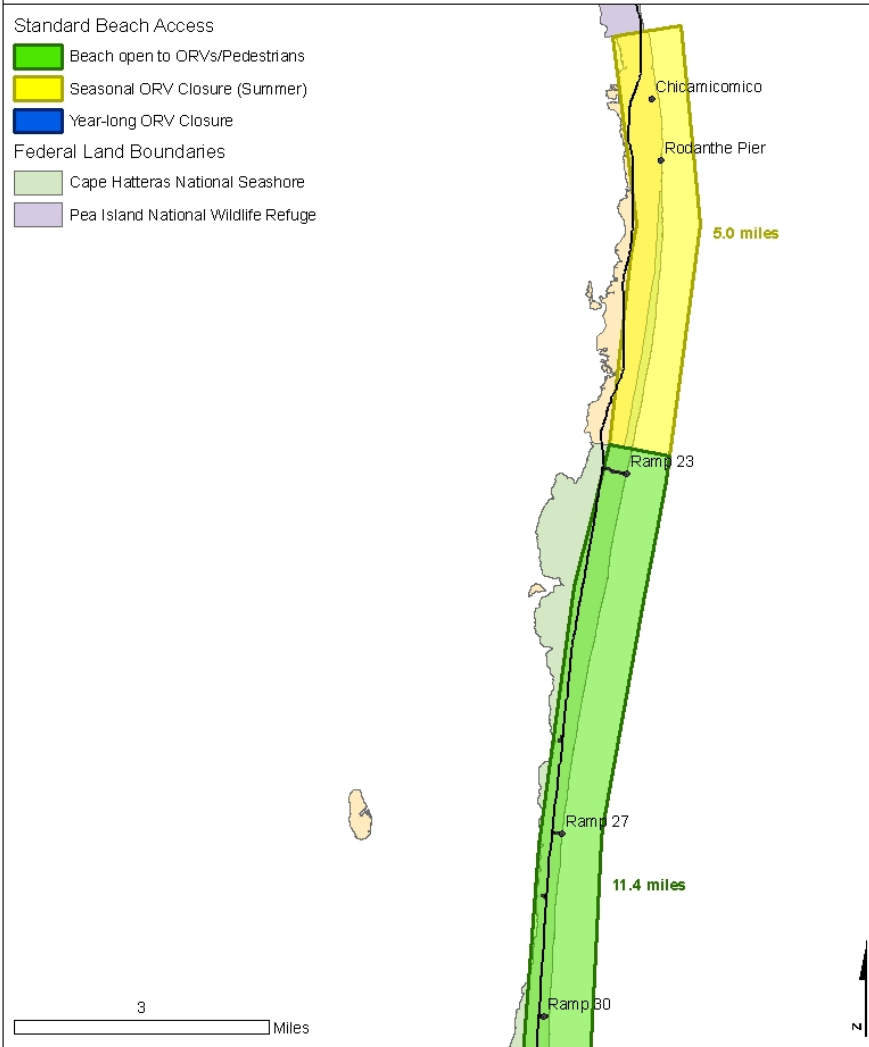 Standard Beach Access
Beach open to ORVs/Pedestrians
Seasonal ORV Closure (Summer)
Year-long ORV Closure
Federal Land Boundaries
Cape Hatteras National Seashore
Pea Island National Wildlife Refuge
Chicamicomico
Rodanthe Pier
5.0 miles
Ramp 23
Ramp 27
11.4 miles
Ramp 30
3
Miles
N